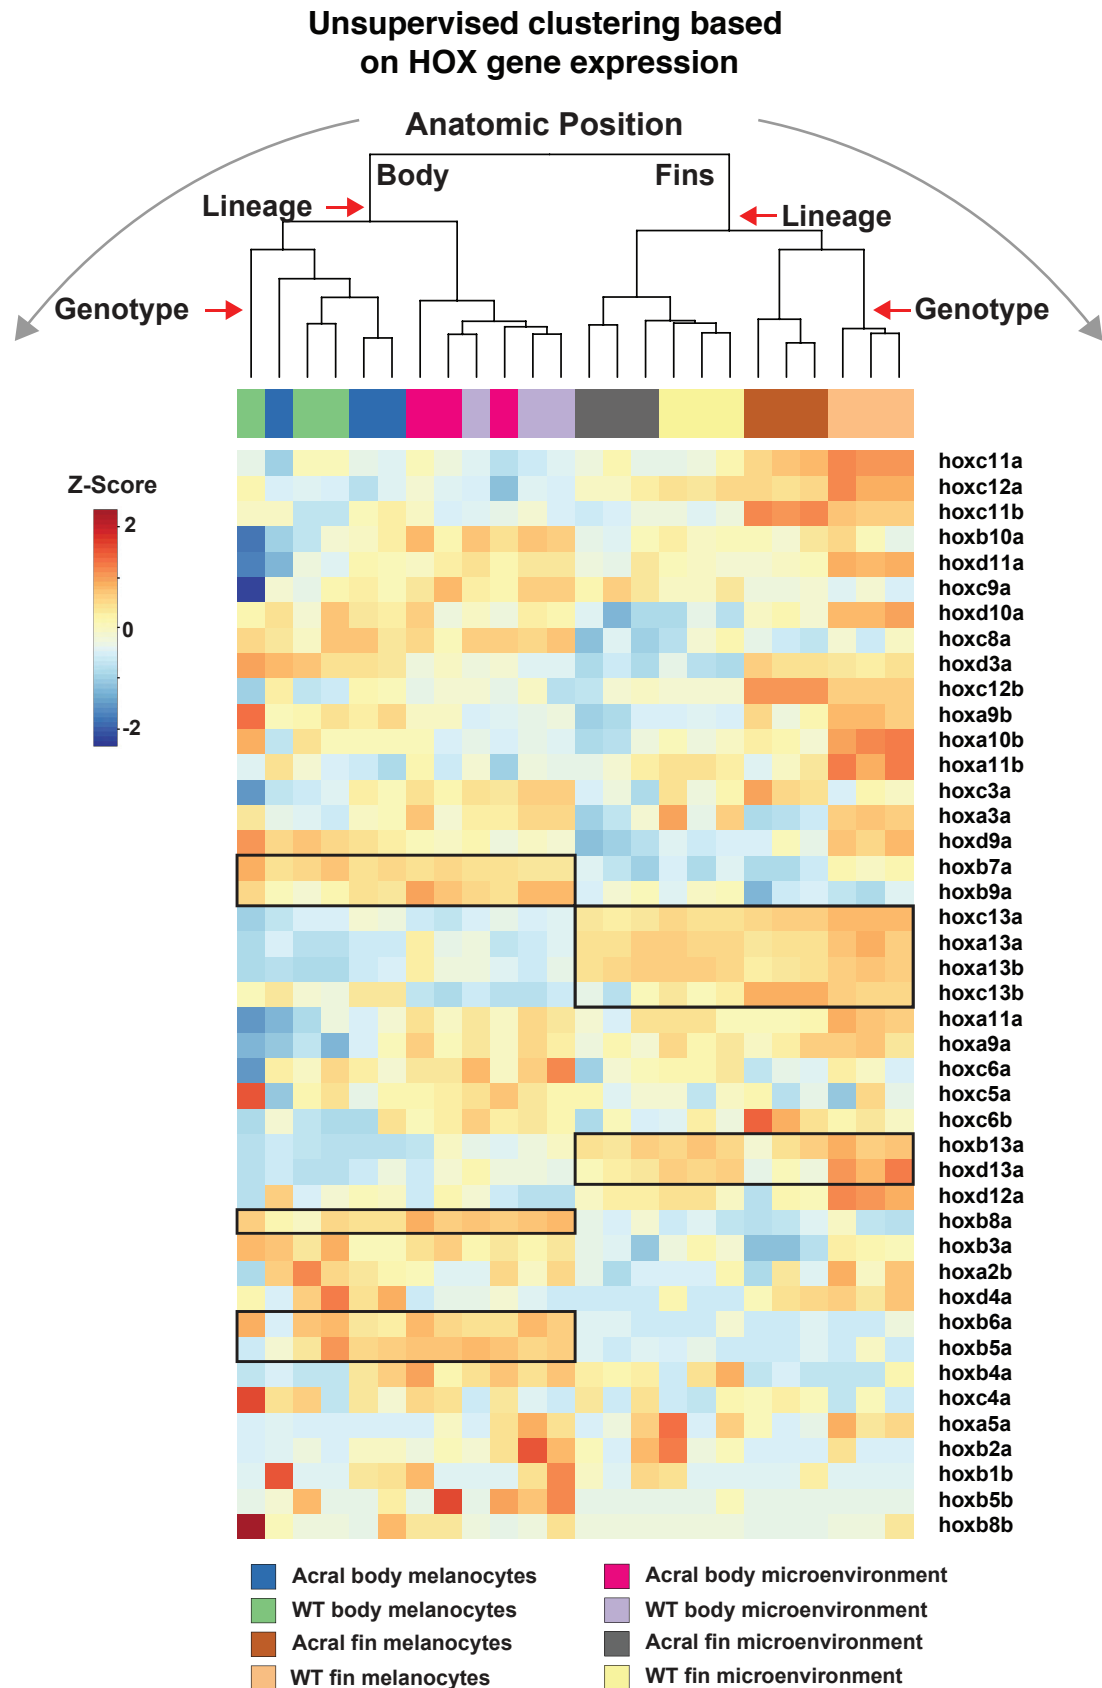 Unsupervised clustering based
on HOX gene expression
Anatomic Position
Body
Fins
Lineage
Lineage
Genotype
Genotype
Z-Score
2
0
-2
hoxc11a
hoxc12a
hoxc11b
hoxb10a
hoxd11a
hoxc9a
hoxd10a
hoxc8a
hoxd3a
hoxc12b
hoxa9b
hoxa10b
hoxa11b
hoxc3a
hoxa3a
hoxd9a
hoxb7a
hoxb9a
hoxc13a
hoxa13a
hoxa13b
hoxc13b
hoxa11a
hoxa9a
hoxc6a
hoxc5a
hoxc6b
hoxb13a
hoxd13a
hoxd12a
hoxb8a
hoxb3a
hoxa2b
hoxd4a
hoxb6a
hoxb5a
hoxb4a
hoxc4a
hoxa5a
hoxb2a
hoxb1b
hoxb5b
hoxb8b
Acral body melanocytes
WT body melanocytes
Acral fin melanocytes
WT fin melanocytes
Acral body microenvironment
WT body microenvironment
Acral fin microenvironment
WT fin microenvironment